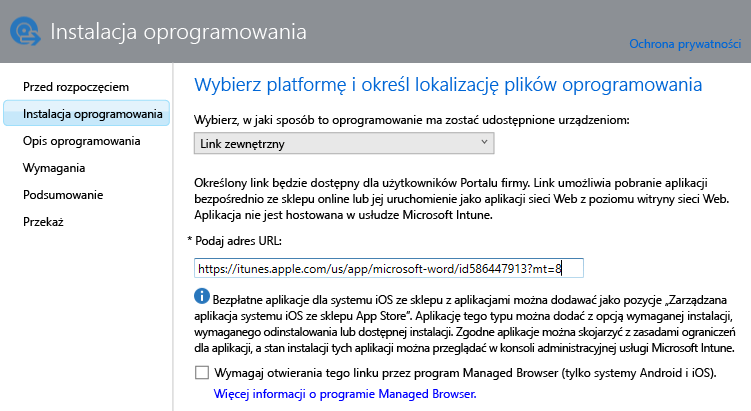 Instalacja oprogramowania
Ochrona prywatności
Przed rozpoczęciem
Instalacja oprogramowania
Opis oprogramowania
Wymagania
Podsumowanie
Przekaż
Wybierz platformę i określ lokalizację plików oprogramowania
Wybierz, w jaki sposób to oprogramowanie ma zostać udostępnione urządzeniom:
Link zewnętrzny
Określony link będzie dostępny dla użytkowników Portalu firmy. Link umożliwia pobranie aplikacji
bezpośrednio ze sklepu online lub jej uruchomienie jako aplikacji sieci Web z poziomu witryny sieci Web.
Aplikacja nie jest hostowana w usłudze Microsoft Intune.
* Podaj adres URL:
https://itunes.apple.com/us/app/microsoft-word/id586447913?mt=8
Bezpłatne aplikacje dla systemu iOS ze sklepu z aplikacjami można dodawać jako pozycje „Zarządzana
aplikacja systemu iOS ze sklepu App Store”. Aplikację tego typu można dodać z opcją wymaganej instalacji,
wymaganego odinstalowania lub dostępnej instalacji. Zgodne aplikacje można skojarzyć z zasadami ograniczeń
dla aplikacji, a stan instalacji tych aplikacji można przeglądać w konsoli administracyjnej usługi Microsoft Intune.
Wymagaj otwierania tego linku przez program Managed Browser (tylko systemy Android i iOS).
Więcej informacji o programie Managed Browser.